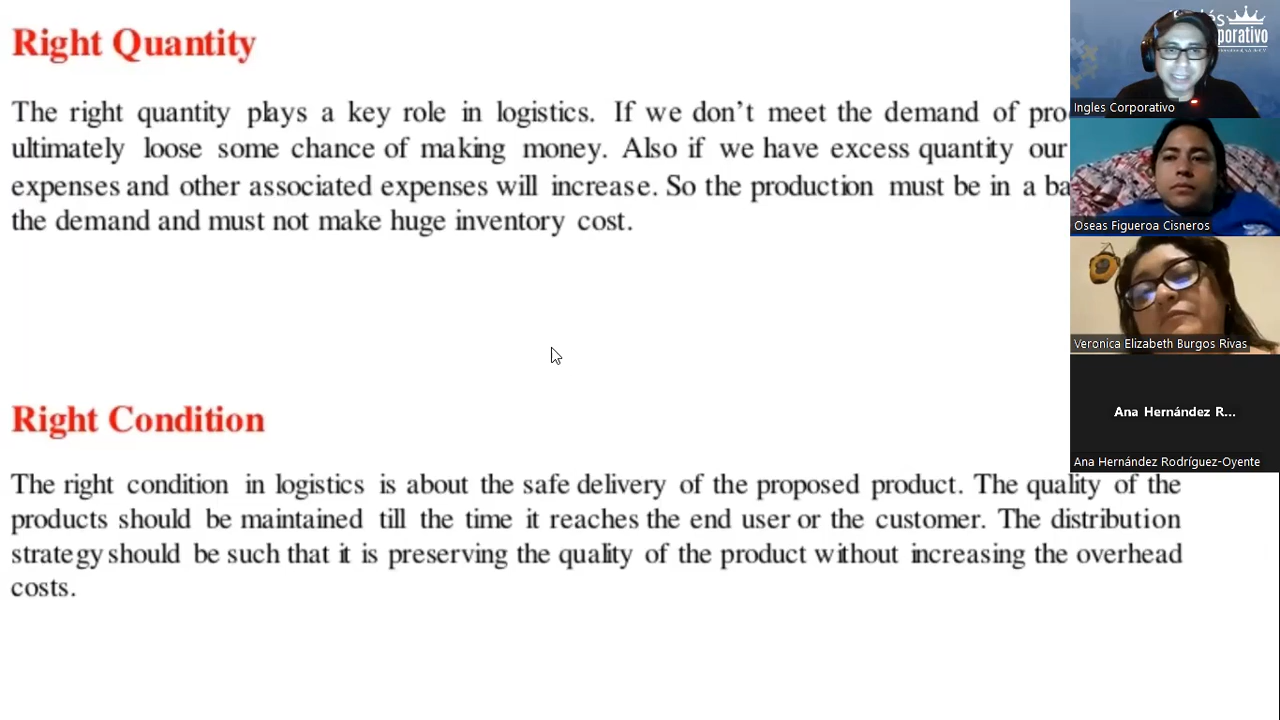 Right Quantity
The right quantity plays a key role in logistics. If we don't meet the demand of
ultimately loose some chance of making money. Also if we have excess quantity our
expenses and other associated expenses will increase. So the production must be in a
the demand and must not make huge inventory cost.
Right Condition
The right condition in logistics is about the safe delivery of the proposed product. The quality of the
products should be maintained till the time it reaches the end user or the customer. The distribution
strategy should be such that it is preserving the quality of the product without increasing the overhead
costs.
Ingles Corporativo
Oseas Figueroa Cisneros
Veronica Elizabeth Burgos Rivas
Ana Hernández R...
Ana Hernández Rodríguez-Oyente